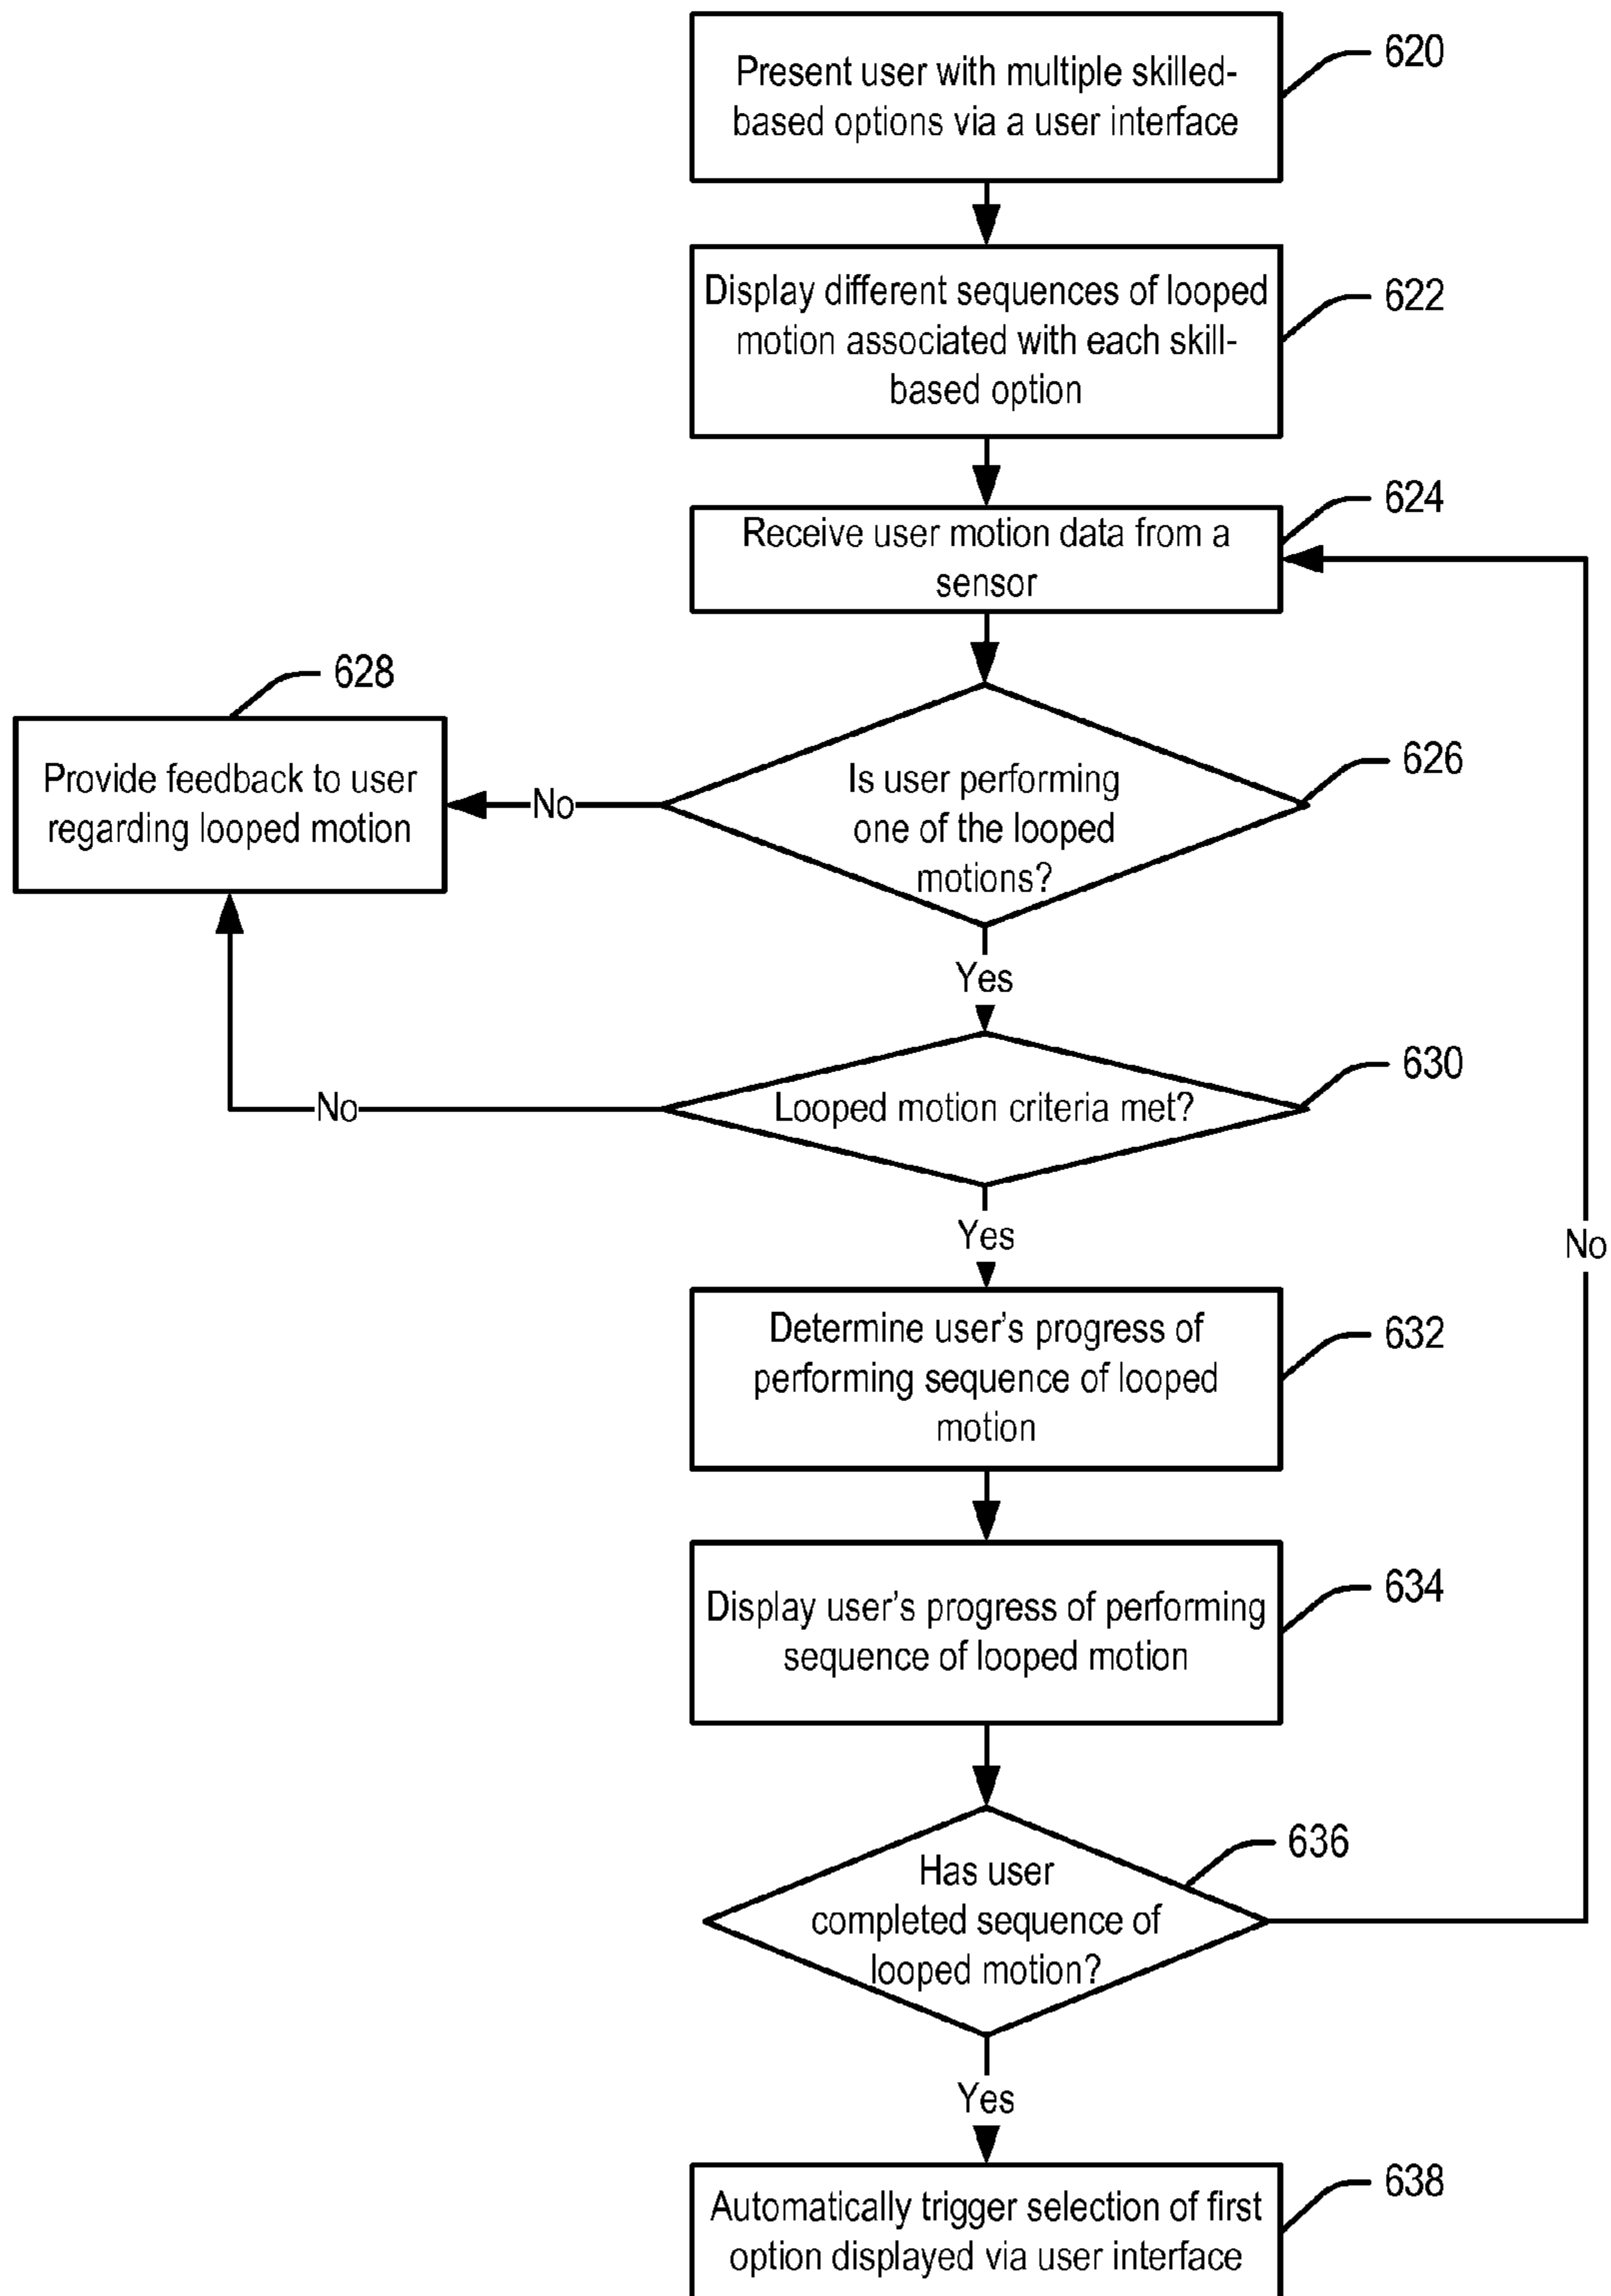 Present user with multiple skilled-
based options via a user interface
620
Display different sequences of looped
motion associated with each skill-
based option
622
Receive user motion data from a
sensor
624
Is user performing
one of the looped
motions?
626
No
Provide feedback to user
regarding looped motion
628
Yes
Looped motion criteria met?
630
No
Yes
Determine user's progress of
performing sequence of looped
motion
632
Display user's progress of performing
sequence of looped motion
634
Has user
completed sequence of
looped motion?
636
No
Yes
Automatically trigger selection of first
option displayed via user interface
638